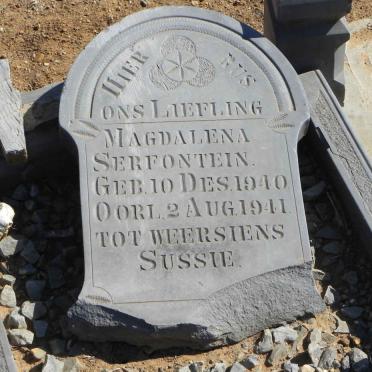 HIER RUS
ONS LIEFLING
MAGDALENA
SERFONTEIN.
GEB. 10 DES. 1940
OORL. 2 AUG. 1941.
TOT WEERSIENS
SUSSIE.